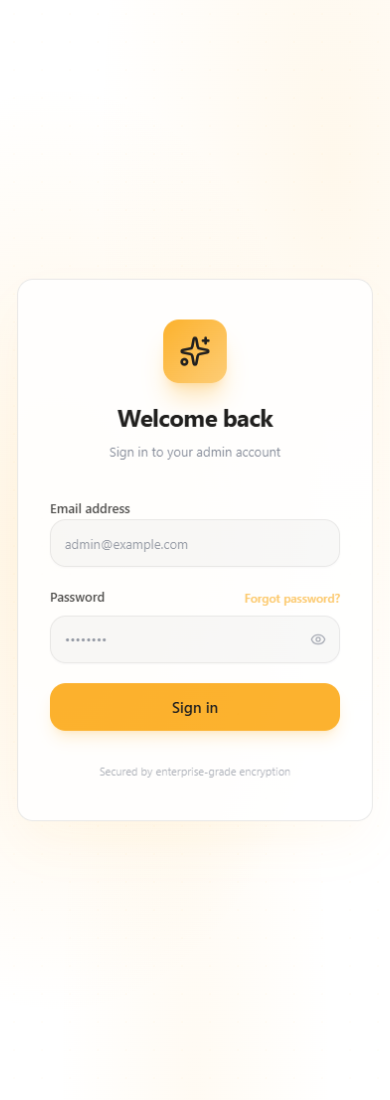 Welcome back
Sign in to your admin account
Email address
admin@example.com
Password Forgot password?
••••••••
Sign in
Secured by enterprise-grade encryption